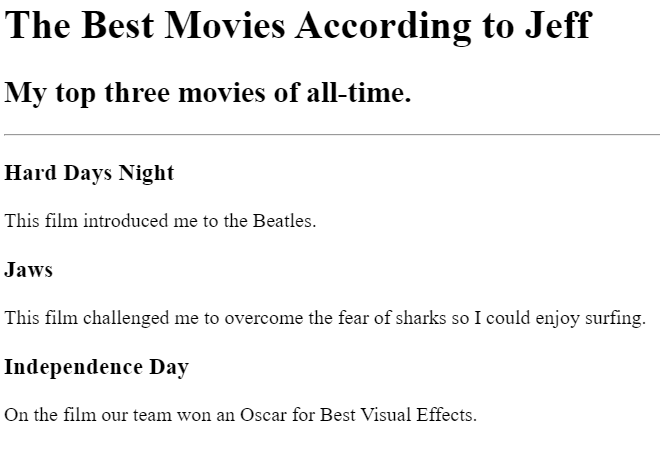 The Best Movies According to Jeff
My top three movies of all-time.
Hard Days Night
This film introduced me to the Beatles.
Jaws
This film challenged me to overcome the fear of sharks so I could enjoy surfing.
Independence Day
On the film our team won an Oscar for Best Visual Effects.